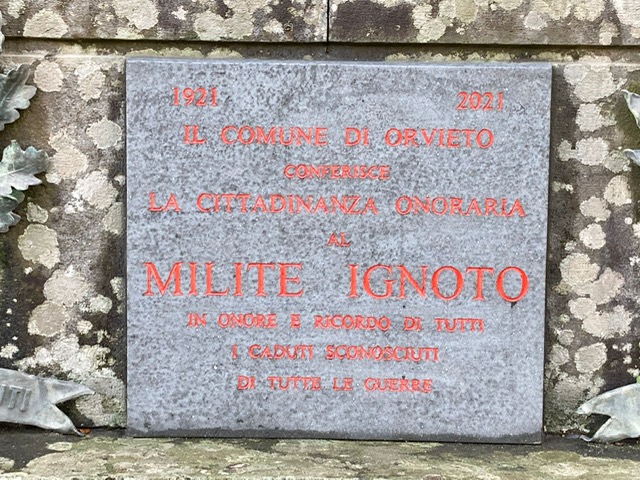 1921 2021
IL COMUNE DI ORVIETO
CONFERISCE
LA CITTADINANZA ONORARIA
AL
MILITE IGNOTO
IN ONORE E RICORDO DI TUTTI
I CADUTI SCONOSCIUTI
DI TUTTE LE GUERRE